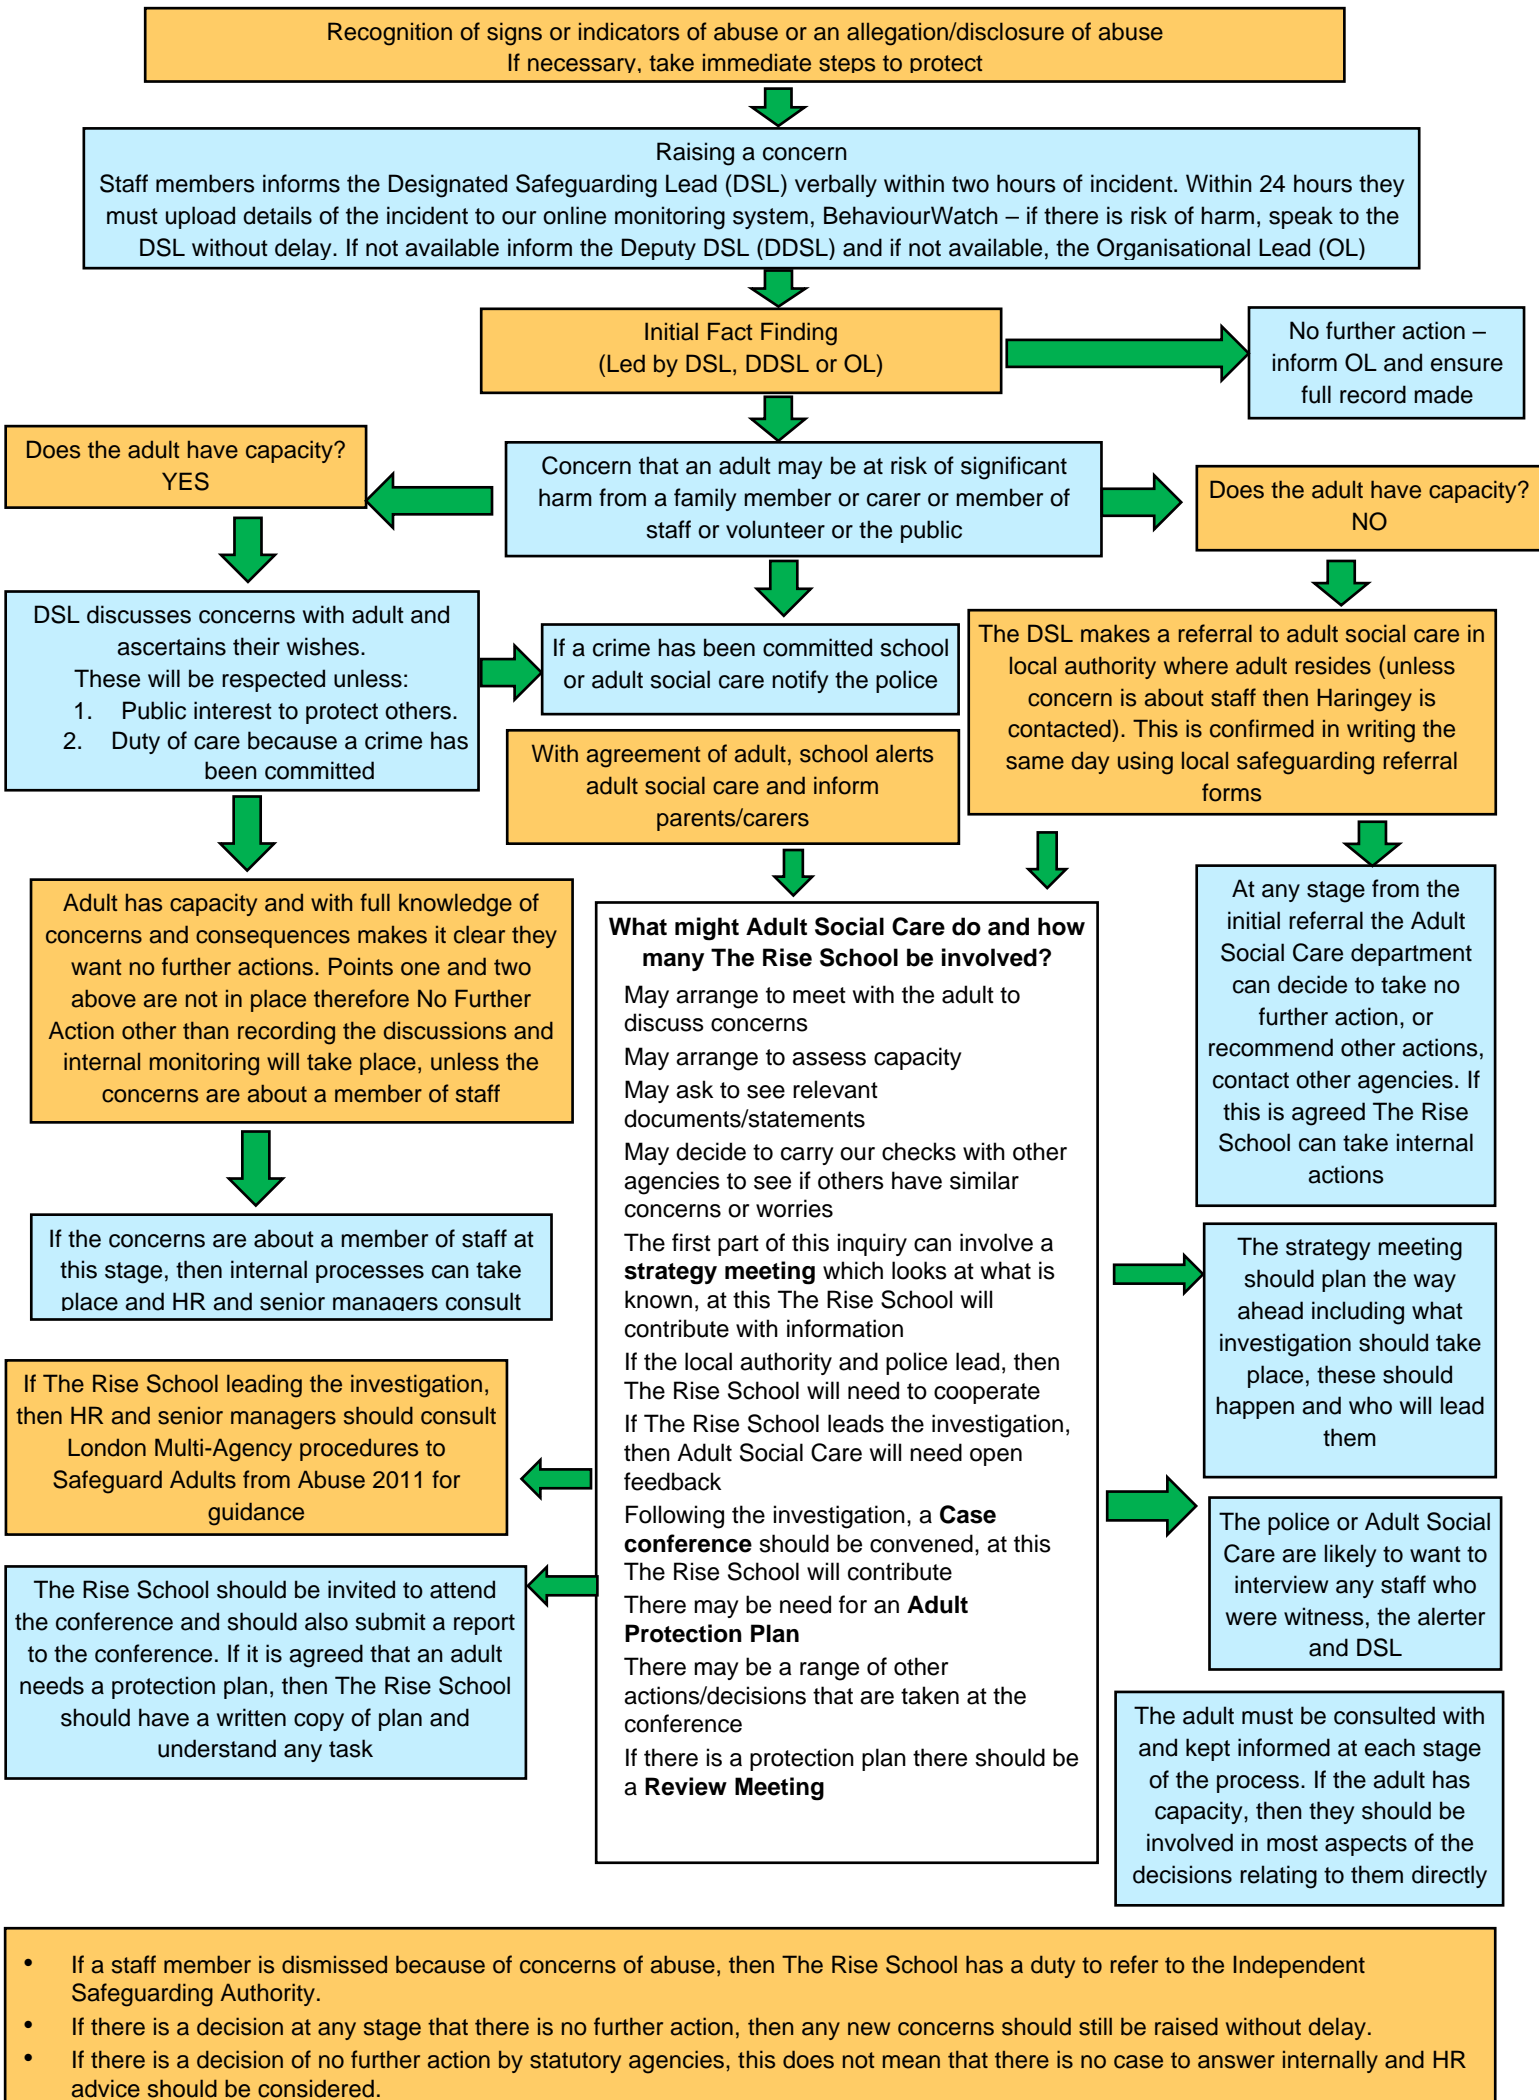 Recognition of signs or indicators of abuse or an allegation/disclosure of abuse
If necessary, take immediate steps to protect
Raising a concern
Staff members informs the Designated Safeguarding Lead (DSL) verbally within two hours of incident. Within 24 hours they
must upload details of the incident to our online monitoring system, BehaviourWatch – if there is risk of harm, speak to the
DSL without delay. If not available inform the Deputy DSL (DDSL) and if not available, the Organisational Lead (OL)
Initial Fact Finding
(Led by DSL, DDSL or OL)
No further action –
inform OL and ensure
full record made
Does the adult have capacity?
YES
Concern that an adult may be at risk of significant
harm from a family member or carer or member of
staff or volunteer or the public
Does the adult have capacity?
NO
DSL discusses concerns with adult and
ascertains their wishes.
These will be respected unless:
1. Public interest to protect others.
2. Duty of care because a crime has
been committed
If a crime has been committed school
or adult social care notify the police
The DSL makes a referral to adult social care in
local authority where adult resides (unless
concern is about staff then Haringey is
contacted). This is confirmed in writing the
same day using local safeguarding referral
forms
With agreement of adult, school alerts
adult social care and inform
parents/carers
Adult has capacity and with full knowledge of
concerns and consequences makes it clear they
want no further actions. Points one and two
above are not in place therefore No Further
Action other than recording the discussions and
internal monitoring will take place, unless the
concerns are about a member of staff
At any stage from the
initial referral the Adult
Social Care department
can decide to take no
further action, or
recommend other actions,
contact other agencies. If
this is agreed The Rise
School can take internal
actions
If the concerns are about a member of staff at
this stage, then internal processes can take
place and HR and senior managers consult
What might Adult Social Care do and how
many The Rise School be involved?
May arrange to meet with the adult to
discuss concerns
May arrange to assess capacity
May ask to see relevant
documents/statements
May decide to carry our checks with other
agencies to see if others have similar
concerns or worries
The first part of this inquiry can involve a
strategy meeting which looks at what is
known, at this The Rise School will
contribute with information
If the local authority and police lead, then
The Rise School will need to cooperate
If The Rise School leads the investigation,
then Adult Social Care will need open
feedback
Following the investigation, a Case
conference should be convened, at this
The Rise School will contribute
There may be need for an Adult
Protection Plan
There may be a range of other
actions/decisions that are taken at the
conference
If there is a protection plan there should be
a Review Meeting
The strategy meeting
should plan the way
ahead including what
investigation should take
place, these should
happen and who will lead
them
If The Rise School leading the investigation,
then HR and senior managers should consult
London Multi-Agency procedures to
Safeguard Adults from Abuse 2011 for
guidance
The police or Adult Social
Care are likely to want to
interview any staff who
were witness, the alerter
and DSL
The Rise School should be invited to attend
the conference and should also submit a report
to the conference. If it is agreed that an adult
needs a protection plan, then The Rise School
should have a written copy of plan and
understand any task
The adult must be consulted with
and kept informed at each stage
of the process. If the adult has
capacity, then they should be
involved in most aspects of the
decisions relating to them directly
• If a staff member is dismissed because of concerns of abuse, then The Rise School has a duty to refer to the Independent
Safeguarding Authority.
• If there is a decision at any stage that there is no further action, then any new concerns should still be raised without delay.
• If there is a decision of no further action by statutory agencies, this does not mean that there is no case to answer internally and HR
advice should be considered.